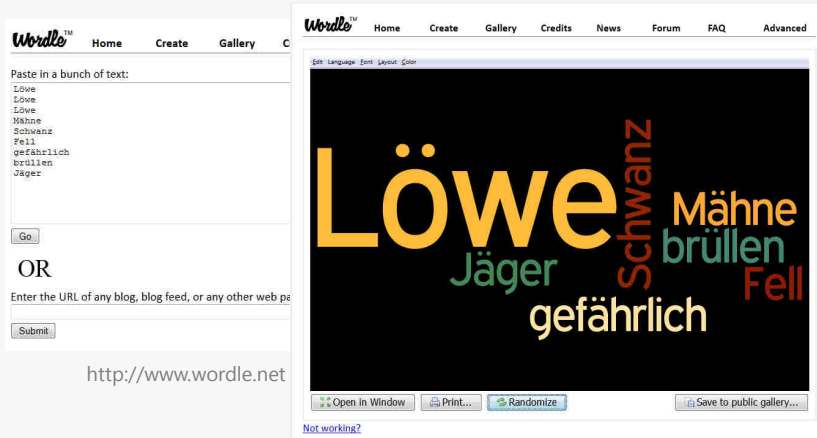 Wordle™ Home Create Gallery C
Paste in a bunch of text:
Löwe
Löwe
Löwe
Mähne
Schwanz
Fell
gefährlich
brüllen
Jäger
Go
OR
Enter the URL of any blog, blog feed, or any other web pa
Submit
http://www.wordle.net
Wordle™ Home Create Gallery Credits News Forum FAQ Advanced
Edit Language Font Layout Color
Löwe
Schwanz
Mähne
brüllen
Jäger
Fell
gefährlich
Open in Window Print... Randomize Save to public gallery...
Not working?